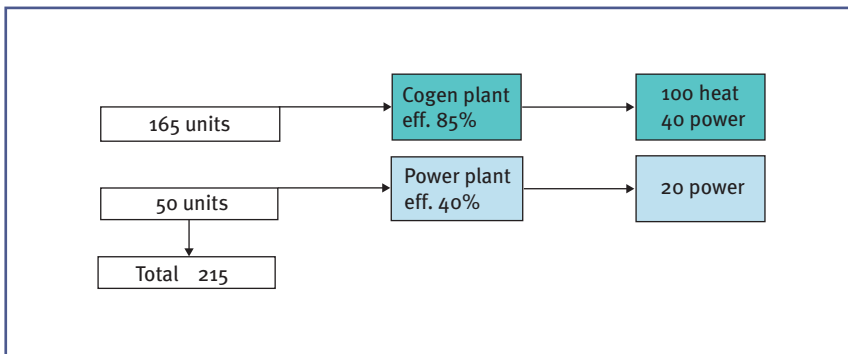 165 units
Cogen plant
eff. 85%
100 heat
40 power
50 units
Power plant
eff. 40%
20 power
Total 215